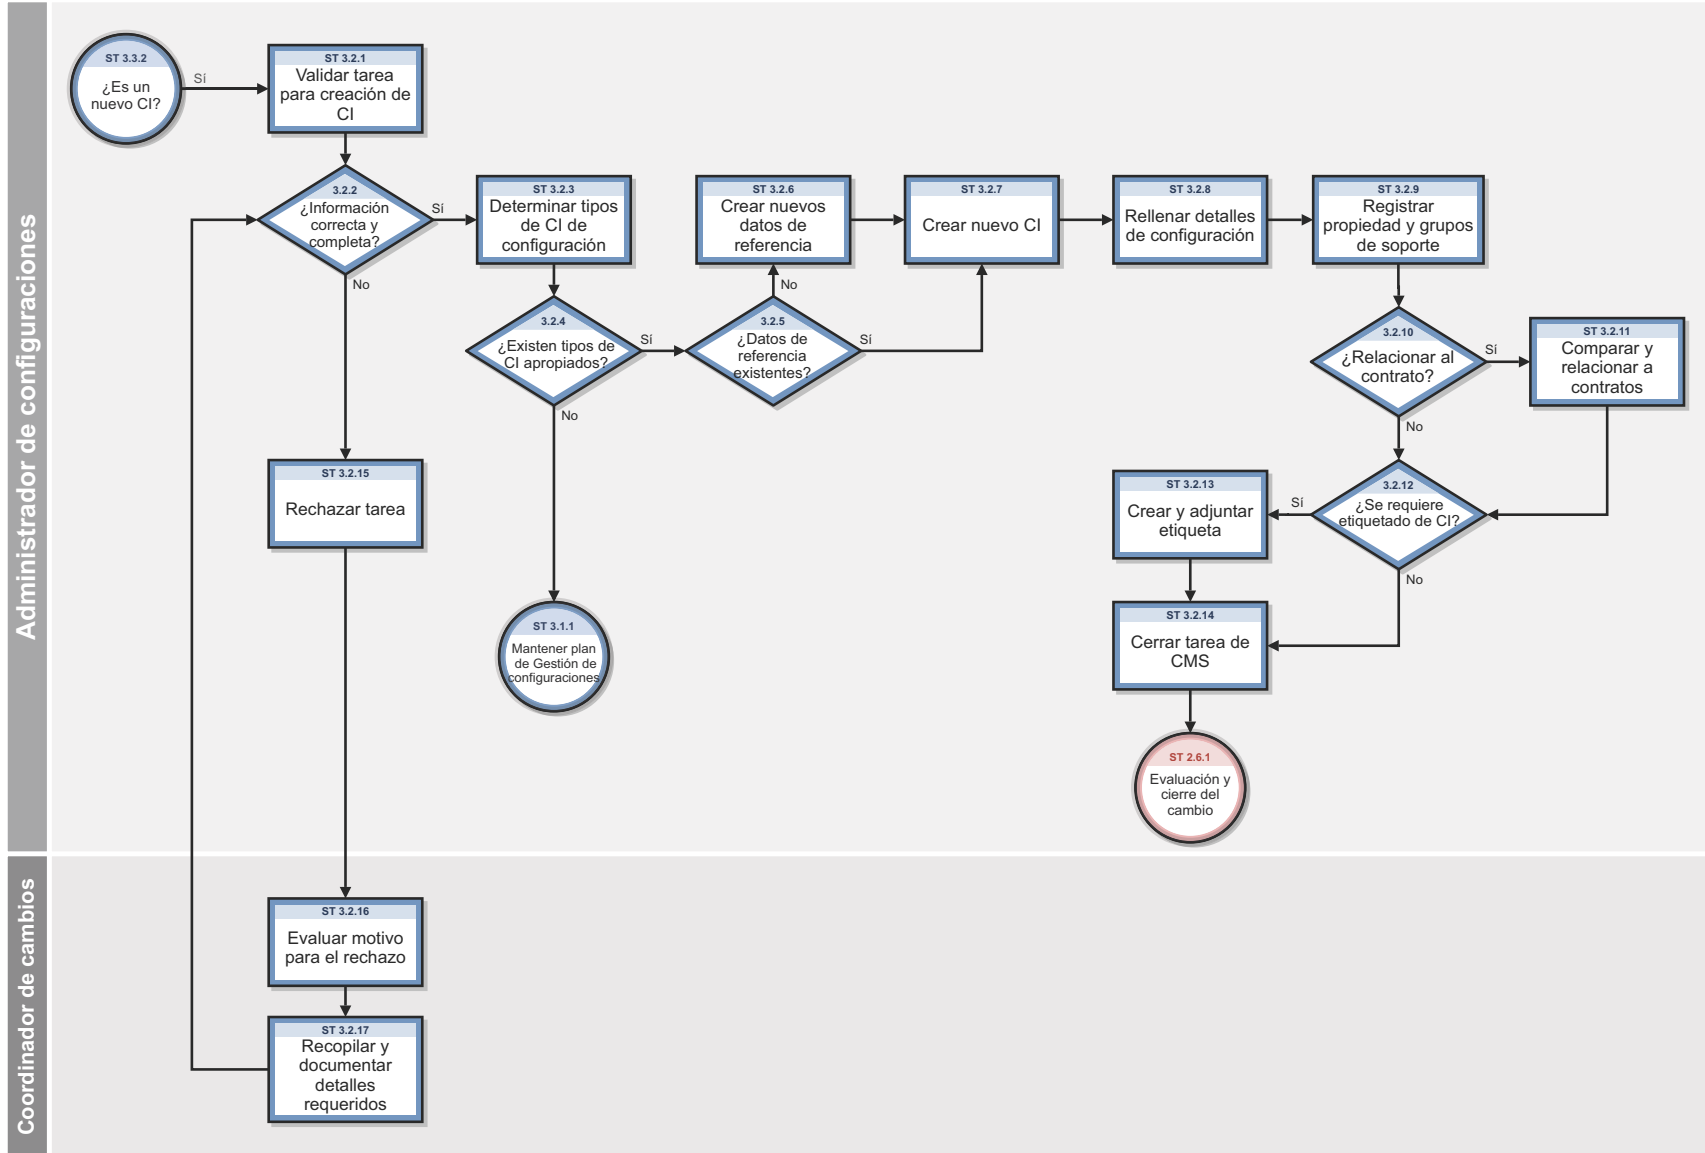 Administrador de configuraciones
ST 3.3.2
¿Es un
nuevo CI?
Sí
ST 3.2.1
Validar tarea
para creación de
CI
3.2.2
¿Información
correcta y
completa?
Sí
No
ST 3.2.3
Determinar tipos
de CI de
configuración
3.2.4
¿Existen tipos de
CI apropiados?
Sí
No
3.2.5
¿Datos de
referencia
existentes?
No
Sí
ST 3.2.6
Crear nuevos
datos de
referencia
ST 3.2.7
Crear nuevo CI
ST 3.2.8
Rellenar detalles
de configuración
ST 3.2.9
Registrar
propiedad y grupos
de soporte
3.2.10
¿Relacionar al
contrato?
Sí
No
ST 3.2.11
Comparar y
relacionar a
contratos
3.2.12
¿Se requiere
etiquetado de CI?
Sí
No
ST 3.2.13
Crear y adjuntar
etiqueta
ST 3.2.14
Cerrar tarea de
CMS
ST 2.6.1
Evaluación y
cierre del
cambio
ST 3.2.15
Rechazar tarea
ST 3.1.1
Mantener plan
de Gestión de
configuraciones
Coordinador de cambios
ST 3.2.16
Evaluar motivo
para el rechazo
ST 3.2.17
Recopilar y
documentar
detalles
requeridos